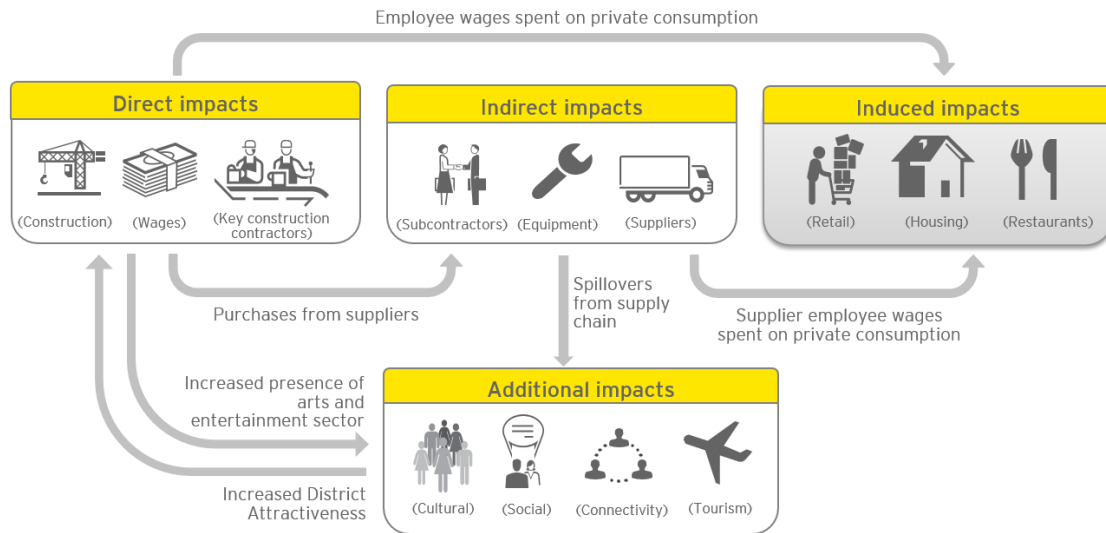 Employee wages spent on private consumption
Direct impacts
(Construction)
(Wages)
(Key construction
contractors)
Indirect impacts
(Subcontractors)
(Equipment)
(Suppliers)
Induced impacts
(Retail)
(Housing)
(Restaurants)
Purchases from suppliers
Spillovers
from supply
chain
Supplier employee wages
spent on private consumption
Increased presence of
arts and
entertainment sector
Increased District
Attractiveness
Additional impacts
(Cultural)
(Social)
(Connectivity)
(Tourism)